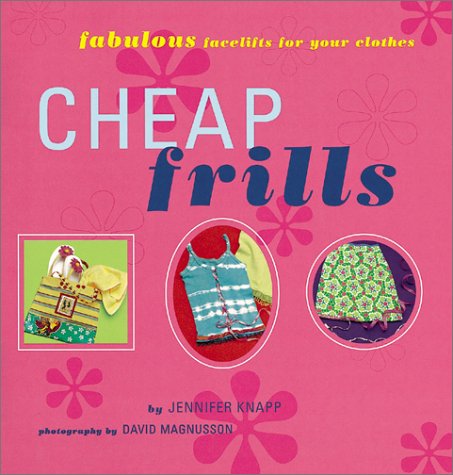 fabulous facelifts for your clothes
CHEAP
frills
by JENNIFER KNAPP
photography by DAVID MAGNUSSON